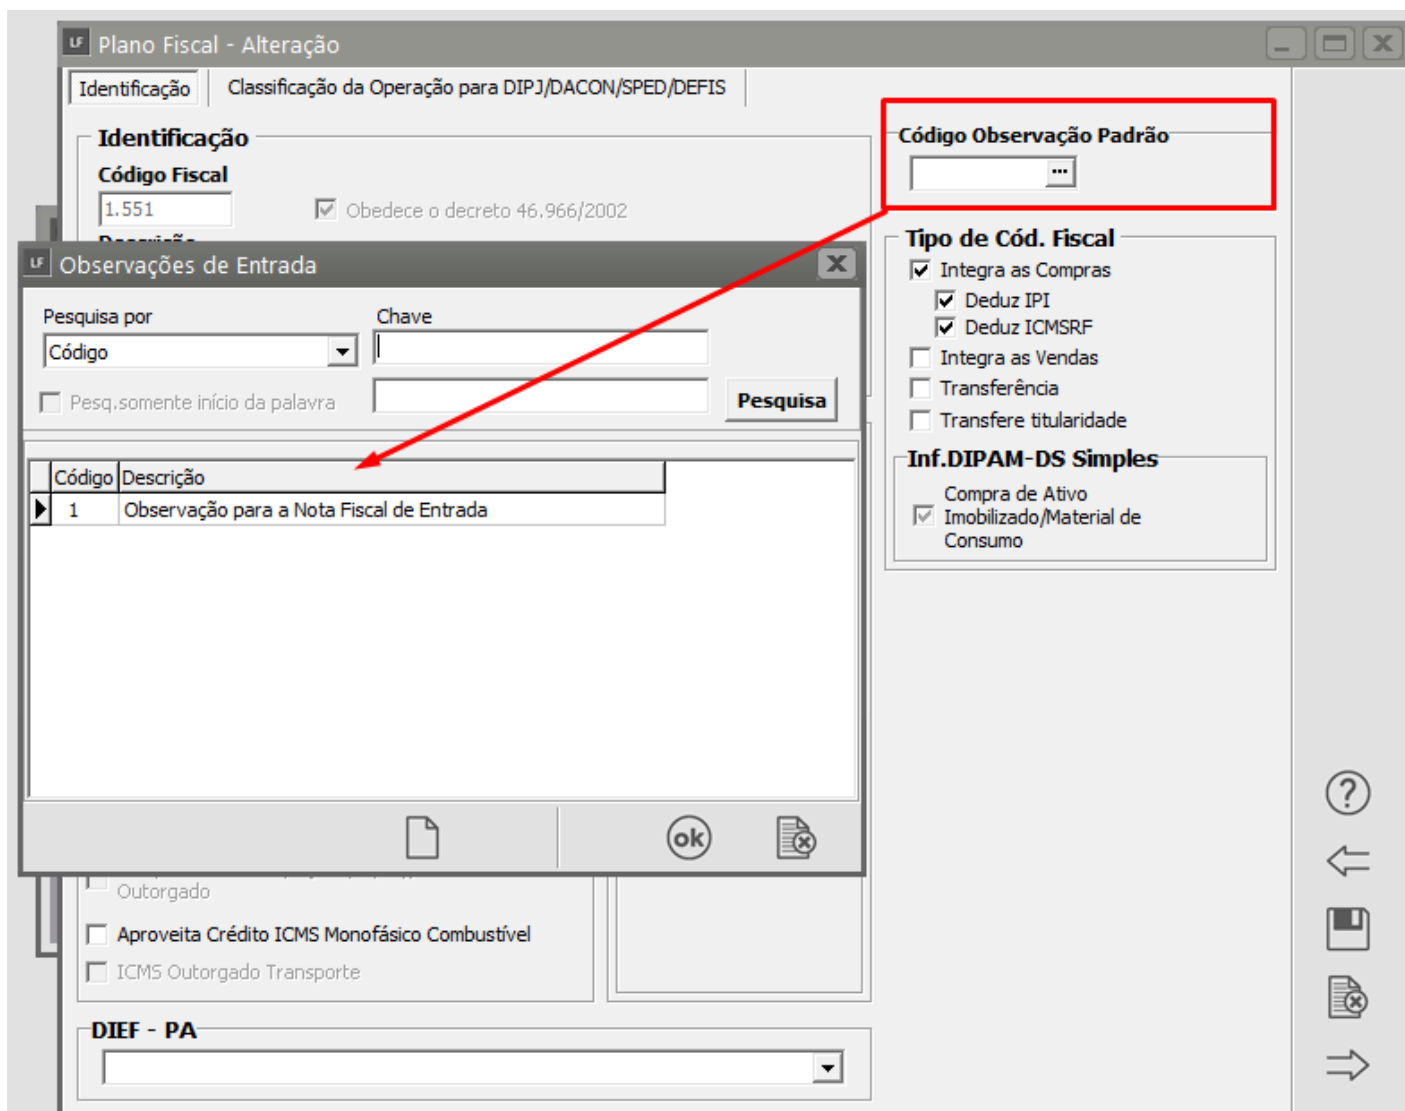 LF Plano Fiscal - Alteração
Identificação
Classificação da Operação para DIPJ/DACON/SPED/DEFIS
Identificação
Código Fiscal
1.551
Obedece o decreto 46.966/2002
Descrição
Código Observação Padrão
...
Tipo de Cód. Fiscal
Integra as Compras
Deduz IPI
Deduz ICMSRF
Integra as Vendas
Transferência
Transfere titularidade
Inf.DIPAM-DS Simples
Compra de Ativo
Imobilizado/Material de
Consumo
LF Observações de Entrada
Pesquisa por
Chave
Código
Pesq.somente início da palavra
Pesquisa
Código Descrição
1 Observação para a Nota Fiscal de Entrada
ok
Outorgado
Aproveita Crédito ICMS Monofásico Combustível
ICMS Outorgado Transporte
DIEF - PA
?